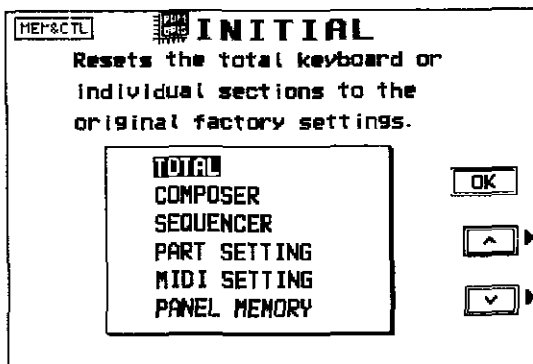 MEM&CTL
INITIAL
Resets the total keyboard or
individual sections to the
original factory settings.
TOTAL
COMPOSER
SEQUENCER
PART SETTING
MIDI SETTING
PANEL MEMORY
OK